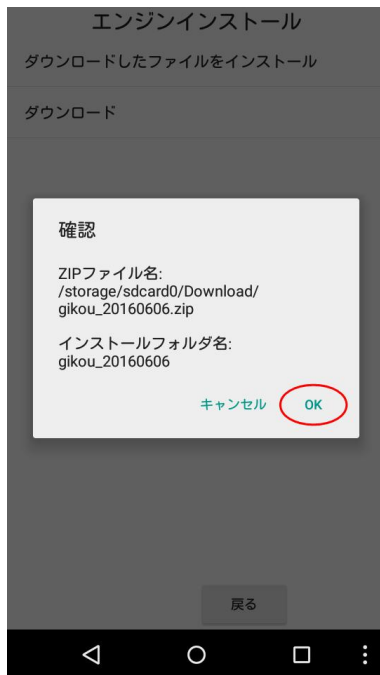 エンジンインストール
ダウンロードしたファイルをインストール
ダウンロード
確認
ZIPファイル名:
/storage/sdcard0/Download/
gikou_20160606.zip
インストールフォルダ名:
gikou_20160606
キャンセル OK
戻る